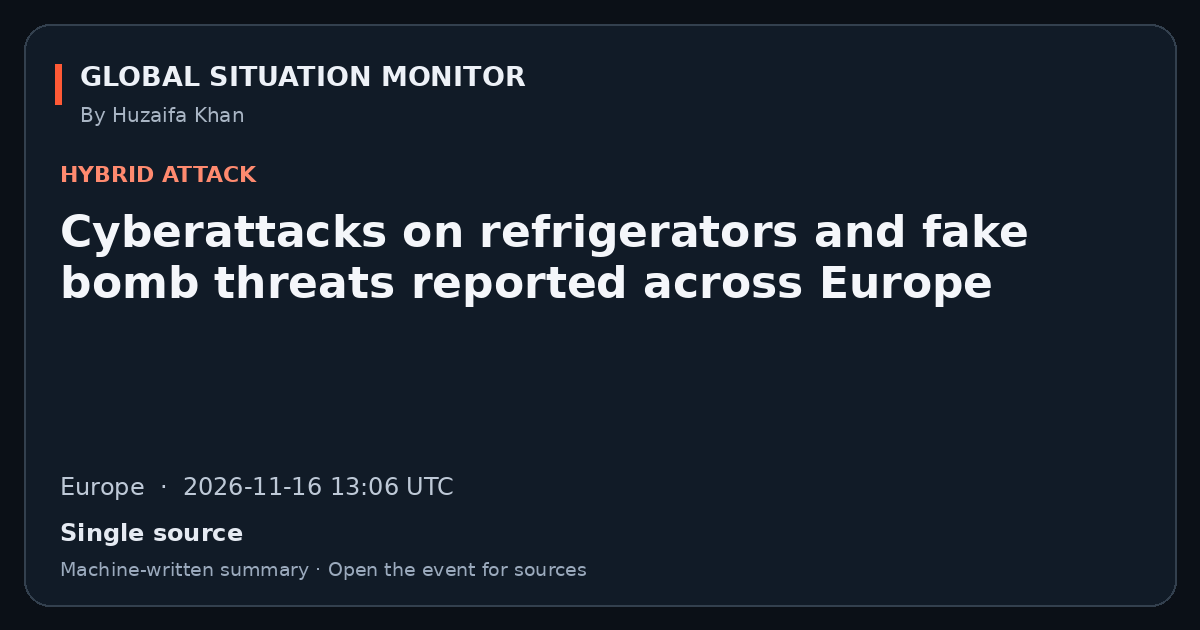 GLOBAL SITUATION MONITOR
By Huzaifa Khan
HYBRID ATTACK
Cyberattacks on refrigerators and fake
bomb threats reported across Europe
Europe · 2026-11-16 13:06 UTC
Single source
Machine-written summary · Open the event for sources